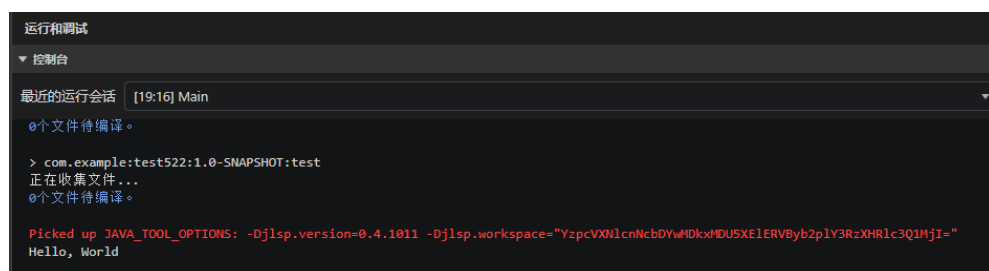 运行和调试
控制台
最近的运行会话 [19:16] Main
0个文件待编译。
> com.example:test522:1.0-SNAPSHOT:test
正在收集文件...
0个文件待编译。
Picked up JAVA_TOOL_OPTIONS: -Djlsp.version=0.4.1011 -Djlsp.workspace="YzpcVXNlcnNcbDYwMDkxMDU5XElERVByb2plY3RzXHRlc3Q1MjI="
Hello, World